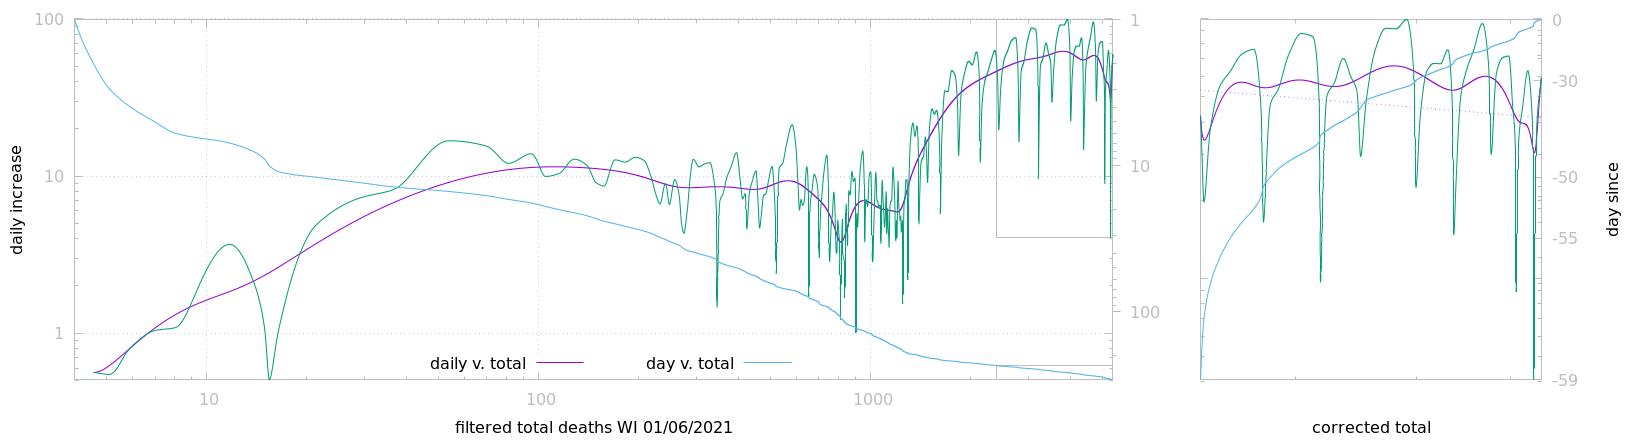 100
10
1
daily increase
10
100
1000
filtered total deaths WI 01/06/2021
daily v. total
day v. total
1
10
100
0
-30
-50
-55
-59
day since
corrected total